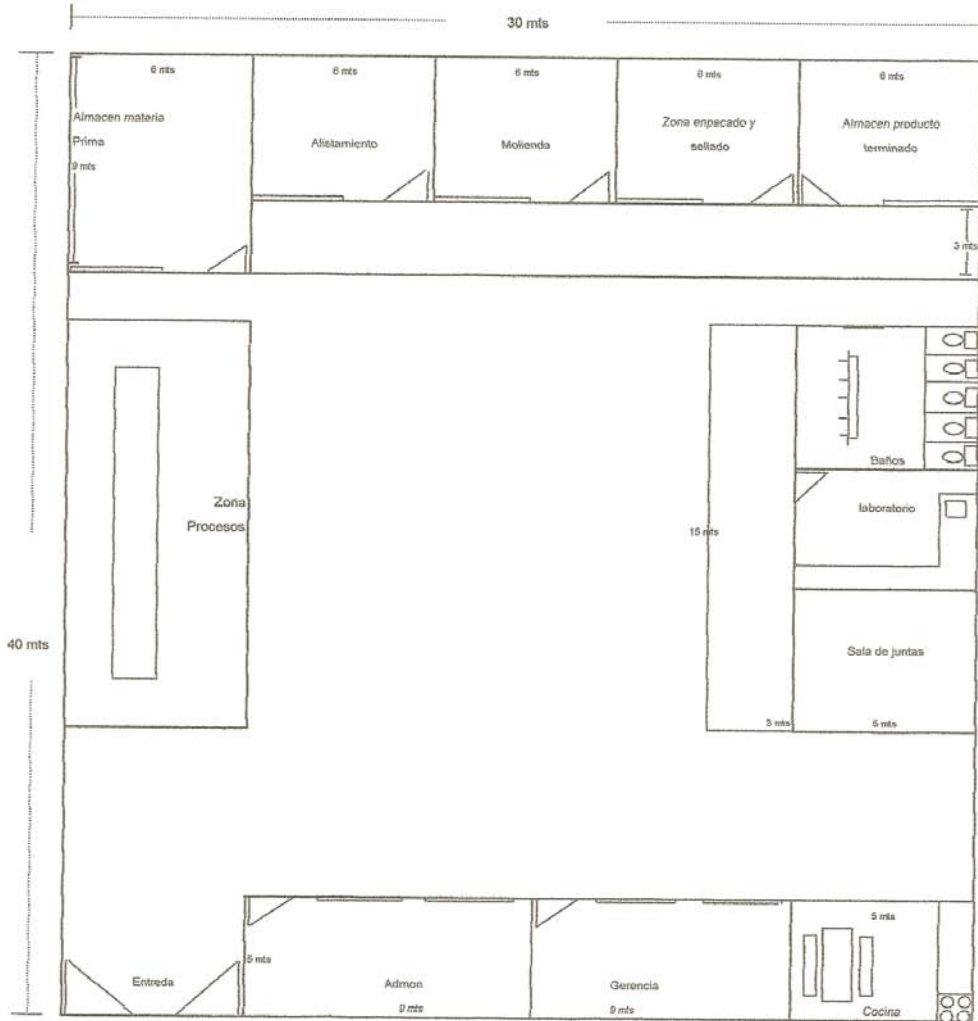 30 mts
6 mts
6 mts
6 mts
6 mts
6 mts
Almacen materia
Prima
9 mts
Alistamiento
Molienda
Zona enpacado y
sellado
Almacen producto
terminado
3 mts
Zona
Procesos
Baños
laboratorio
15 mts
40 mts
Sala de juntas
3 mts
6 mts
Entreda
5 mts
Admon
9 mts
Gerencia
9 mts
5 mts
Cocina